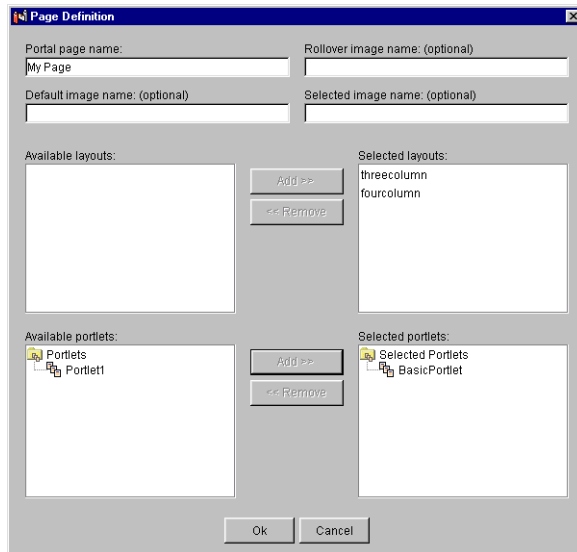 Page Definition
Portal page name:
Rollover image name: (optional)
My Page
Default image name: (optional)
Selected image name: (optional)
Available layouts:
Selected layouts:
Add >>
<< Remove
threecolumn
fourcolumn
Available portlets:
Selected portlets:
Portlets
Portlet1
Add >>
<< Remove
Selected Portlets
BasicPortlet
Ok
Cancel